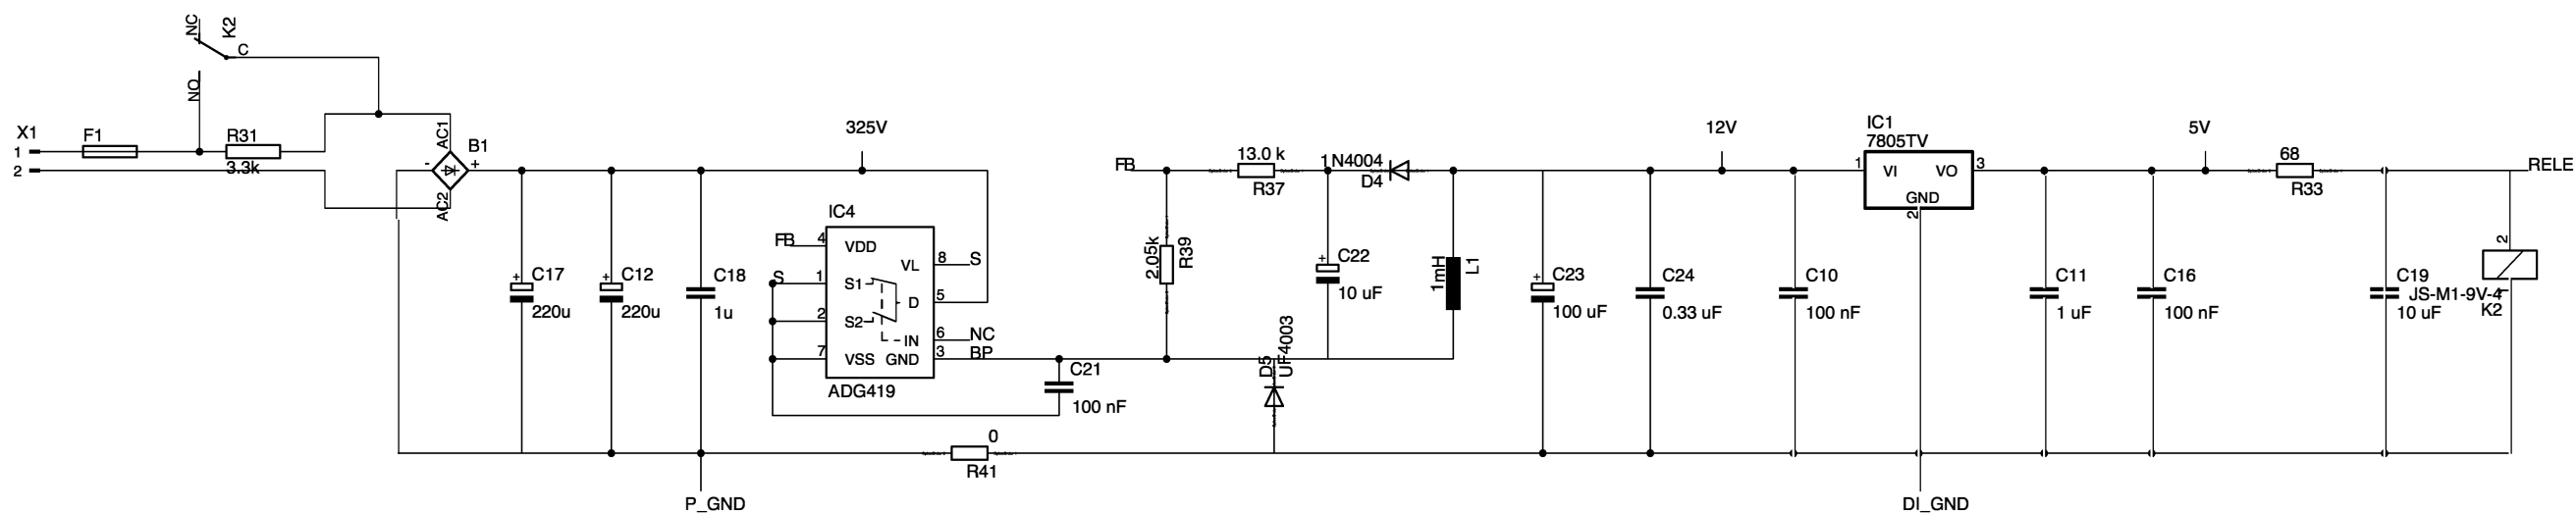 NC
K2
C
NO
X1
1
2
F1
R31
3.3k
AC1
B1
-
+
AC2
+
C17
220u
+
C12
220u
C18
1u
P_GND
325V
IC4
FB
4
VDD
VL
8
S
S
1
S1
D
5
2
S2
IN
6
NC
7
VSS
GND
3
BP
ADG419
C21
100 nF
0
R41
FB
13.0 k
R37
2.05k
R39
1N4004
D4
+
C22
10 uF
1mH
L1
D5
UF4003
+
C23
100 uF
C24
0.33 uF
12V
C10
100 nF
IC1
7805TV
1
VI
VO
3
GND
2
DI_GND
5V
C11
1 uF
C16
100 nF
68
R33
C19
10 uF
RELE
2
JS-M1-9V-4
1
K2